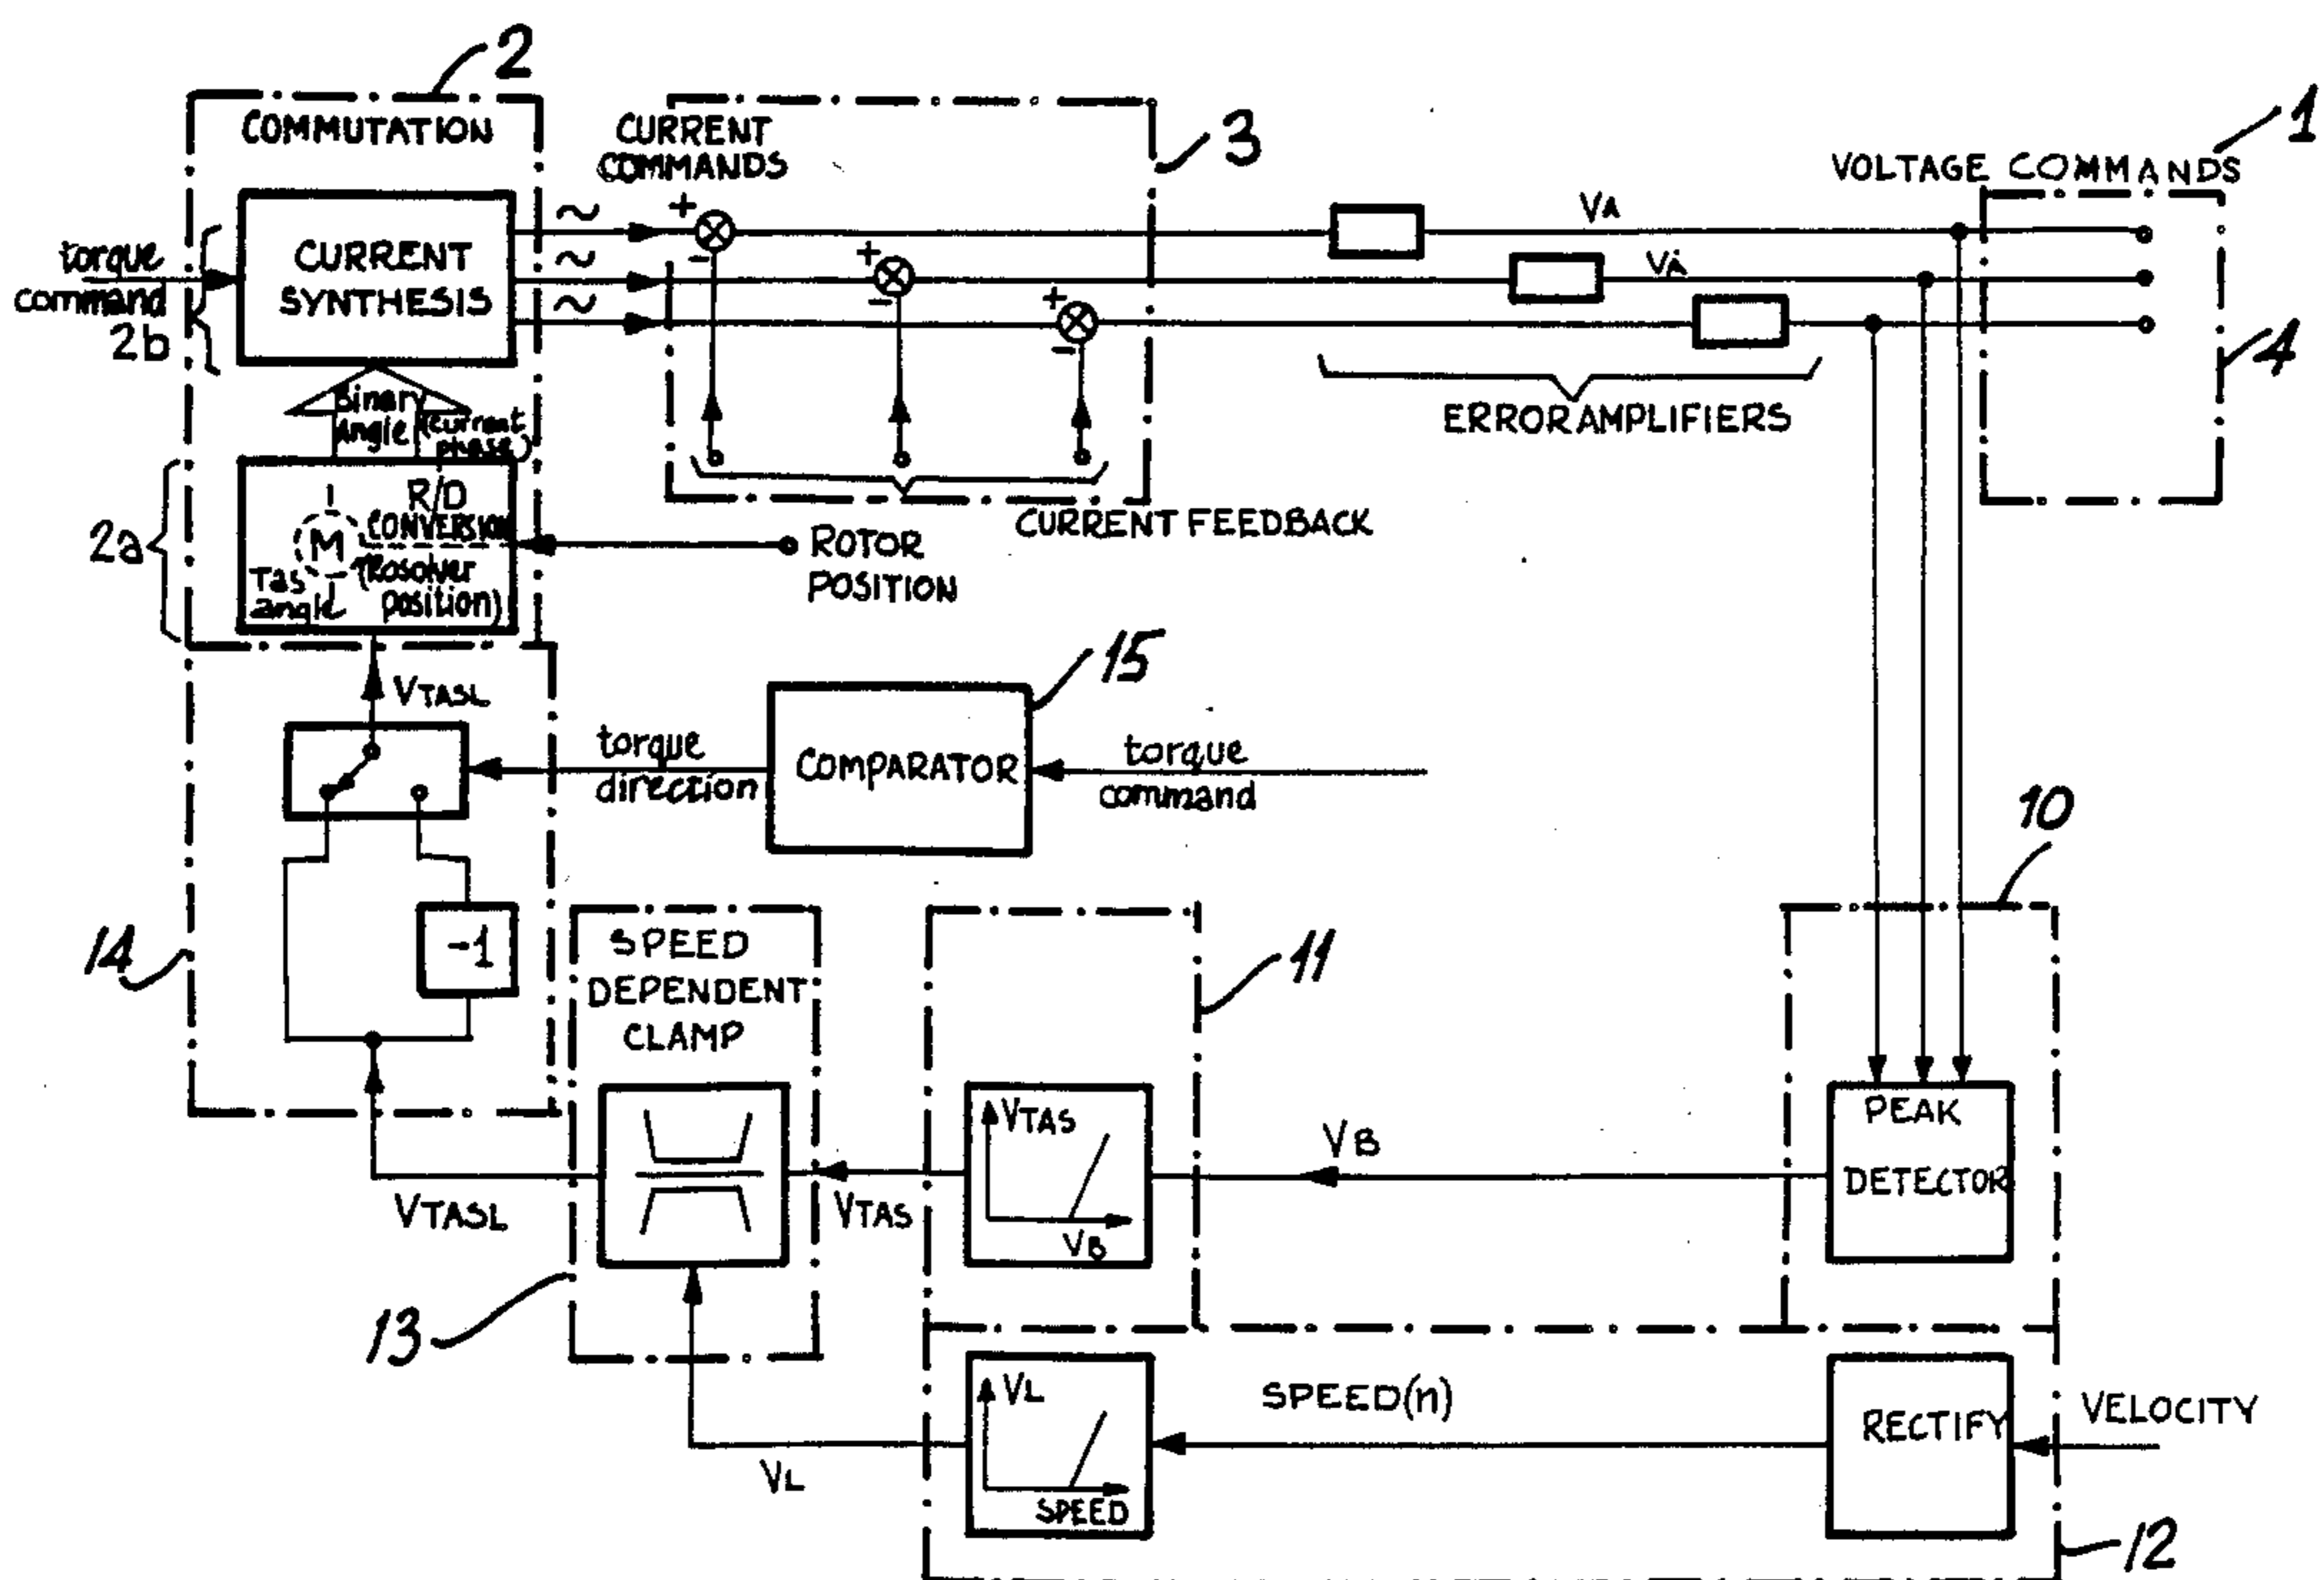 2
1
COMMUTATION
CURRENT
COMMANDS
3
VOLTAGE COMMANDS
torque
command
2b
CURRENT
SYNTHESIS
~
~
~
+
-
+
-
+
-
VA
VA
4
ERROR AMPLIFIERS
Binary
Angle
(current
phase)
2a
R/D
CONVERSION
M
(Rosolver
position)
Tas
angle
CURRENT FEEDBACK
ROTOR
POSITION
VTASL
15
torque
direction
COMPARATOR
torque
command
10
14
-1
SPEED
DEPENDENT
CLAMP
11
PEAK
DETECTOR
VTAS
VB
VB
VTAS
VTASL
13
VL
SPEED
SPEED(n)
RECTIFY
VELOCITY
VL
12